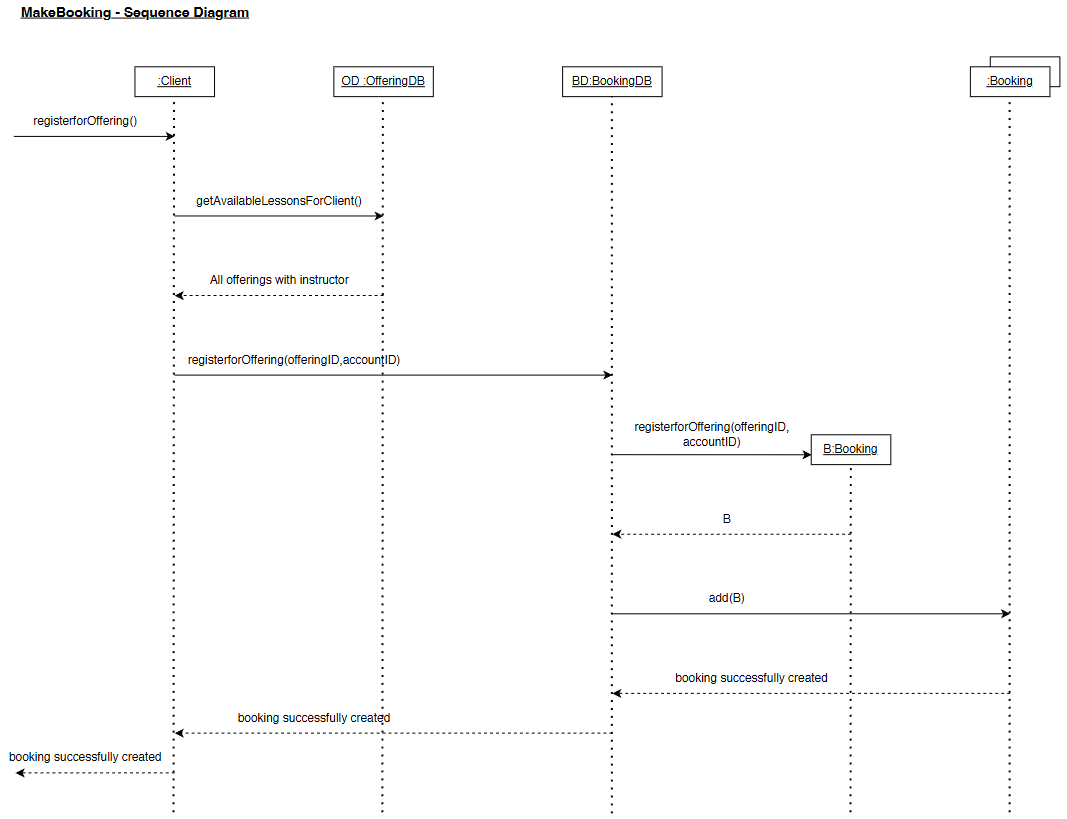 MakeBooking - Sequence Diagram
:Client
OD :OfferingDB
BD:BookingDB
:Booking
registerforOffering()
getAvailableLessonsForClient()
All offerings with instructor
registerforOffering(offeringID,accountID)
registerforOffering(offeringID,
accountID)
B:Booking
B
add(B)
booking successfully created
booking successfully created
booking successfully created